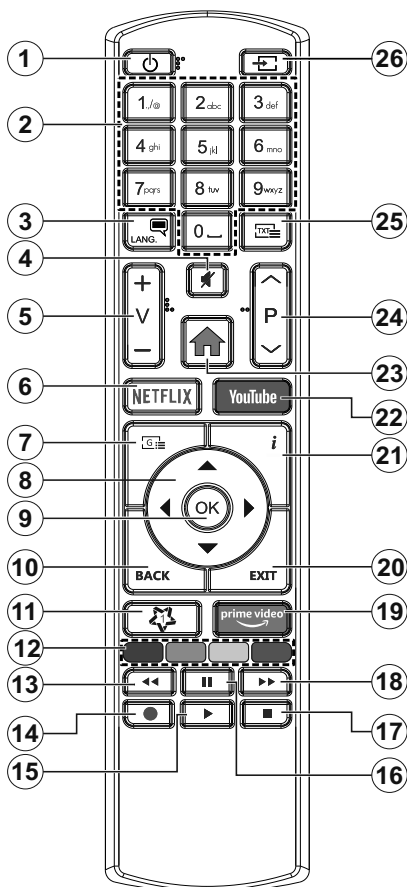 1
26
2
1../@
2abc
3def
4ghi
5jkl
6mno
7pqrs
8tuv
9wxyz
3
LANG.
0
TXT
25
4
5
+
V
−
P
24
23
6
NETFLIX
YouTube
22
7
G
i
21
8
9
OK
10
BACK
EXIT
20
11
1
prime video
19
12
13
18
14
17
15
16